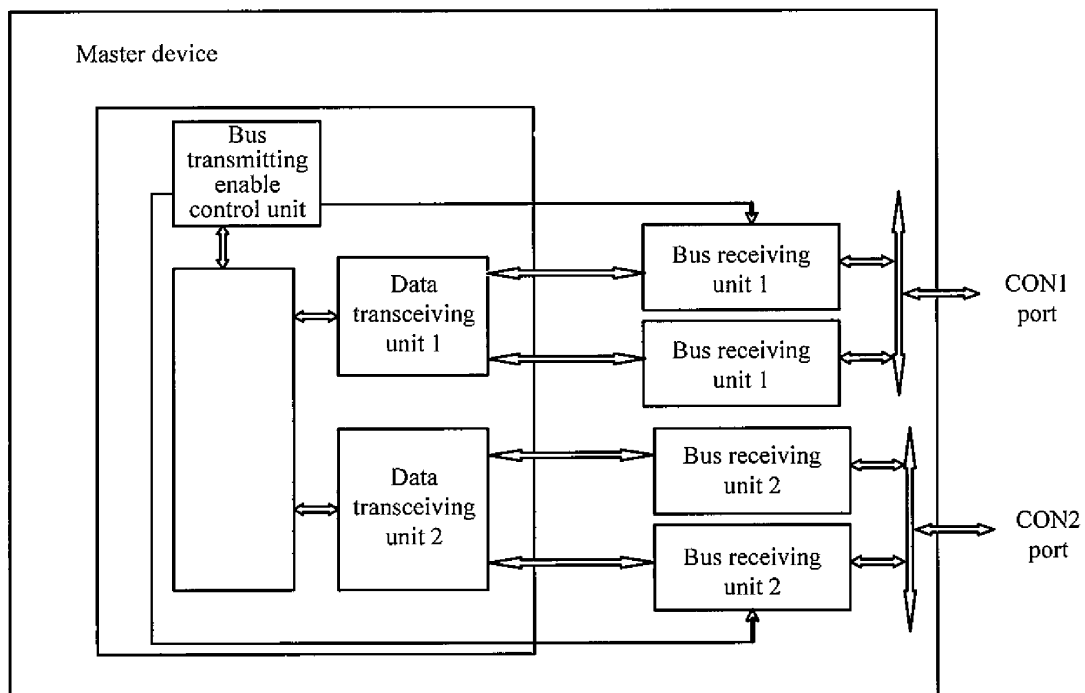 Master device
Bus
transmitting
enable
control unit
Data
transceiving
unit 1
Bus receiving
unit 1
Bus receiving
unit 1
CON1
port
Data
transceiving
unit 2
Bus receiving
unit 2
Bus receiving
unit 2
CON2
port